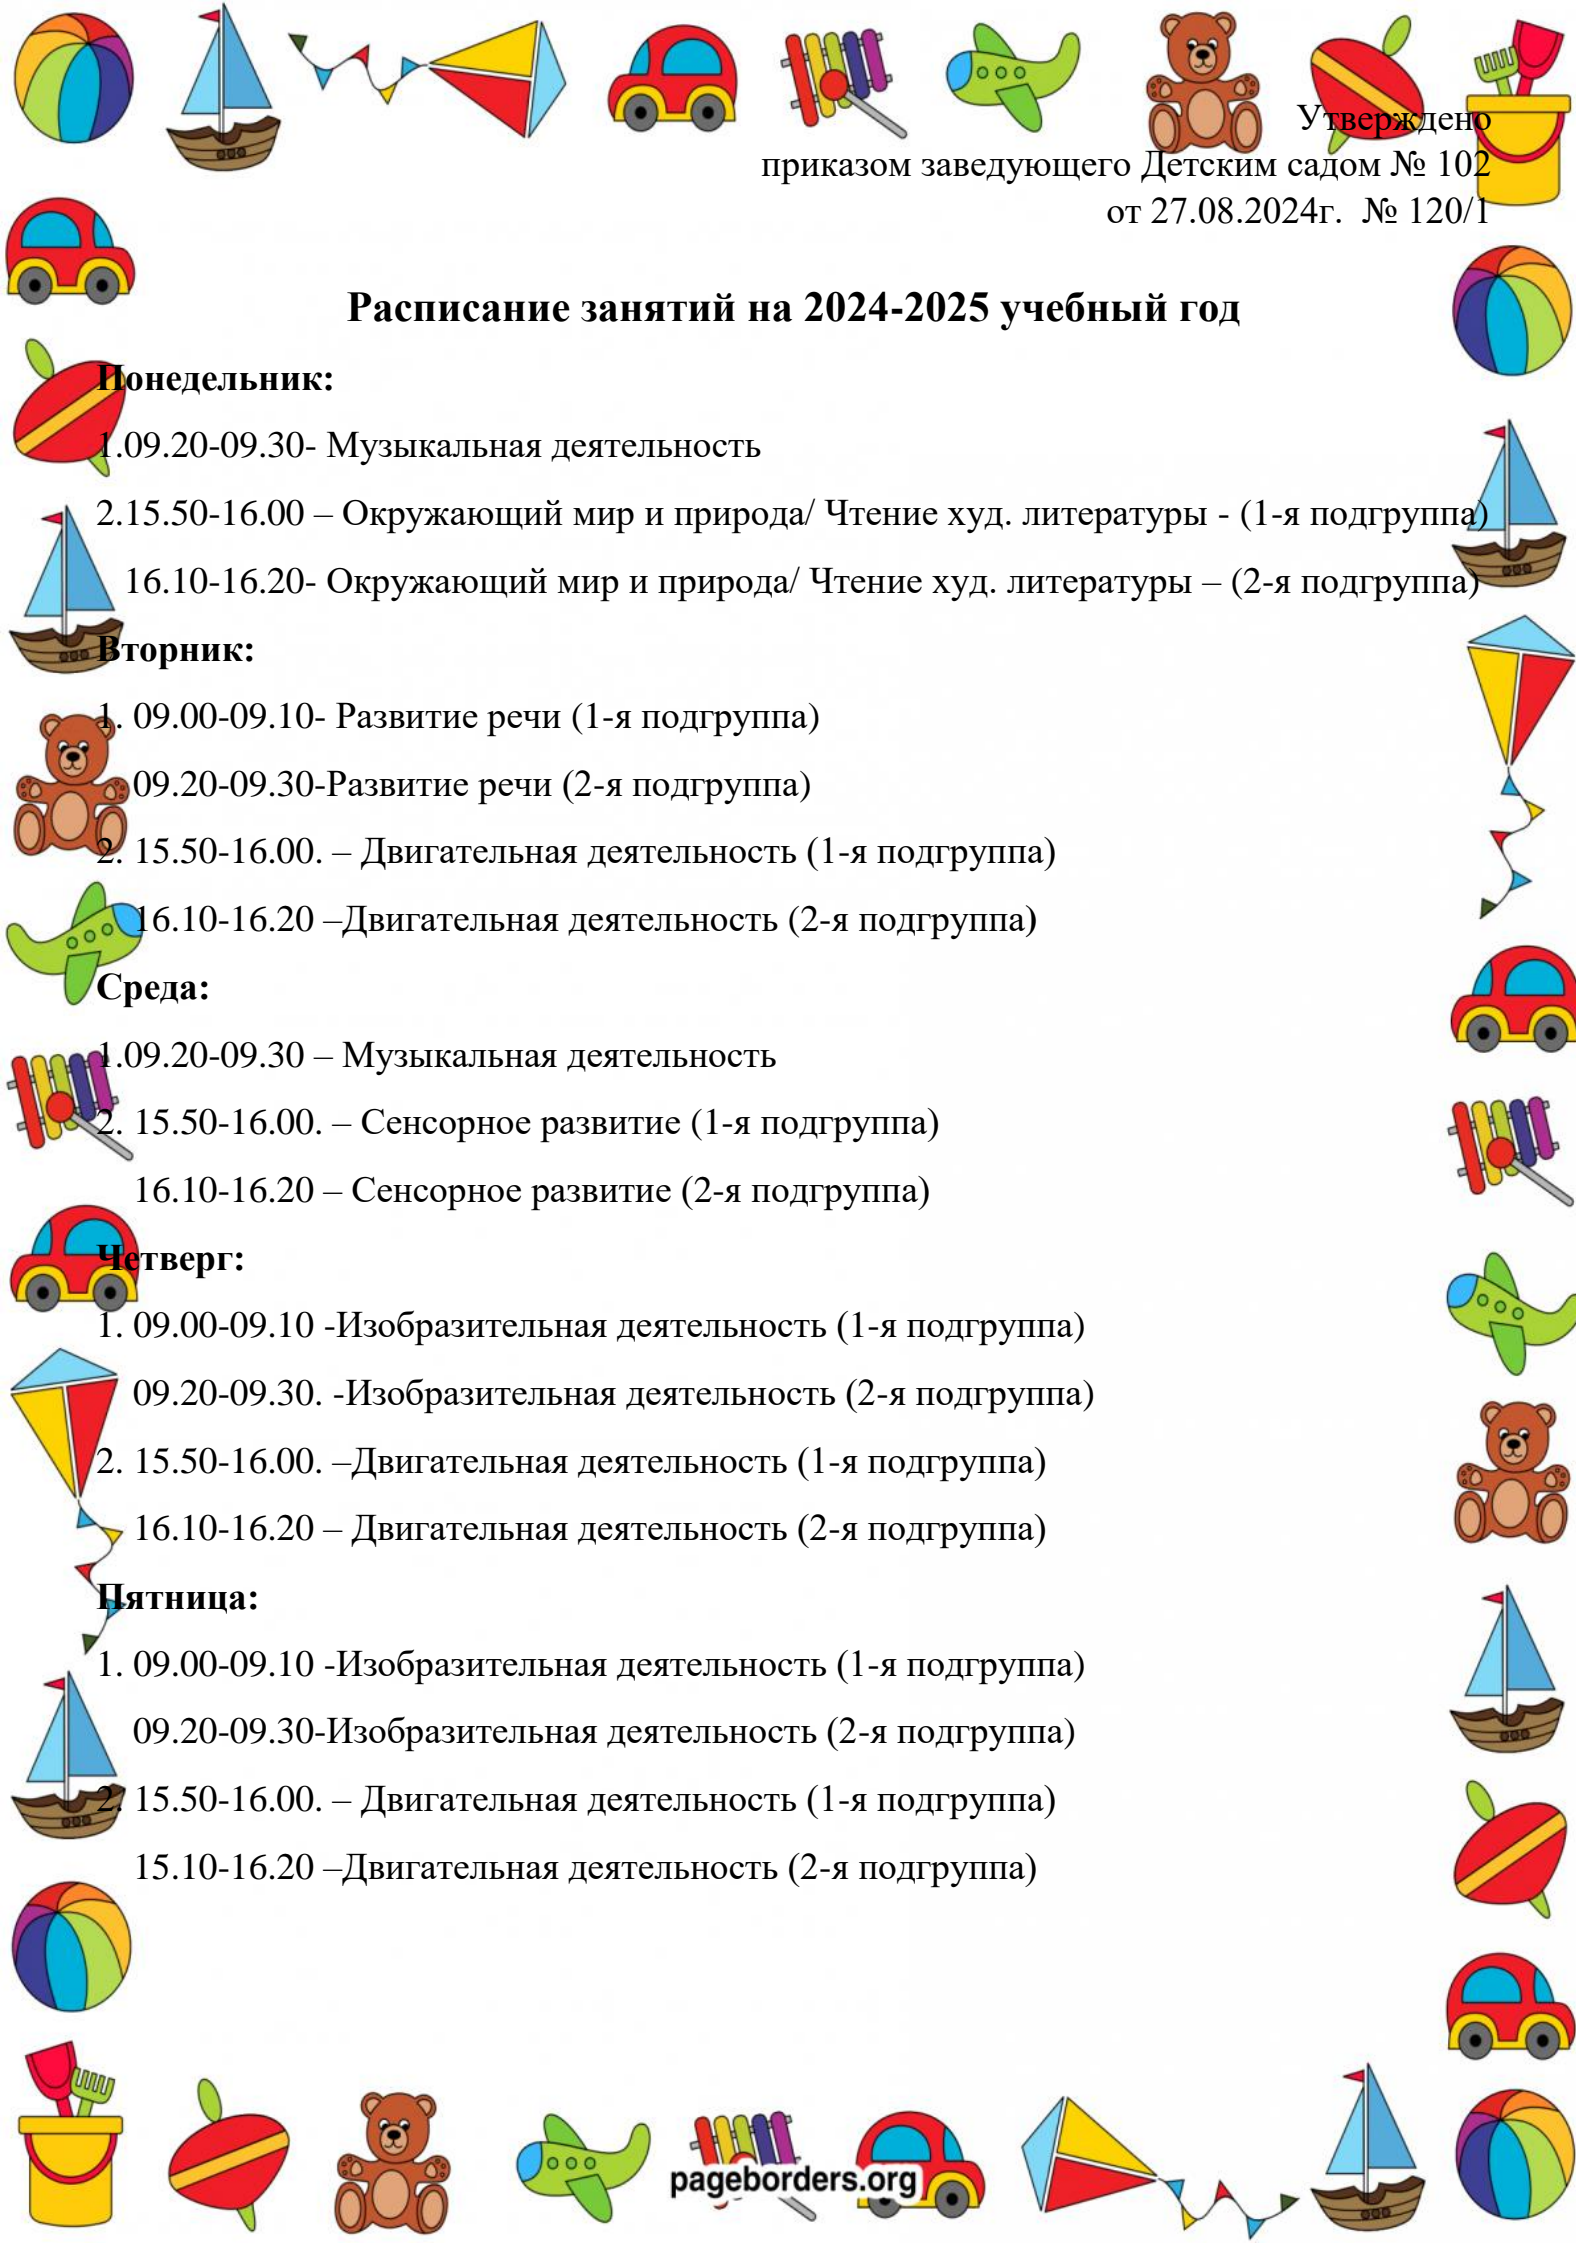 Утверждено
приказом заведующего Детским садом № 102
от 27.08.2024г. № 120/1
Расписание занятий на 2024-2025 учебный год
Понедельник:
1.09.20-09.30- Музыкальная деятельность
2.15.50-16.00 – Окружающий мир и природа/ Чтение худ. литературы - (1-я подгруппа)
16.10-16.20- Окружающий мир и природа/ Чтение худ. литературы – (2-я подгруппа)
Вторник:
1. 09.00-09.10- Развитие речи (1-я подгруппа)
09.20-09.30-Развитие речи (2-я подгруппа)
2. 15.50-16.00. – Двигательная деятельность (1-я подгруппа)
16.10-16.20 –Двигательная деятельность (2-я подгруппа)
Среда:
1.09.20-09.30 – Музыкальная деятельность
2. 15.50-16.00. – Сенсорное развитие (1-я подгруппа)
16.10-16.20 – Сенсорное развитие (2-я подгруппа)
Четверг:
1. 09.00-09.10 -Изобразительная деятельность (1-я подгруппа)
09.20-09.30. -Изобразительная деятельность (2-я подгруппа)
2. 15.50-16.00. –Двигательная деятельность (1-я подгруппа)
16.10-16.20 – Двигательная деятельность (2-я подгруппа)
Пятница:
1. 09.00-09.10 -Изобразительная деятельность (1-я подгруппа)
09.20-09.30-Изобразительная деятельность (2-я подгруппа)
2. 15.50-16.00. – Двигательная деятельность (1-я подгруппа)
15.10-16.20 –Двигательная деятельность (2-я подгруппа)
pageborders.org